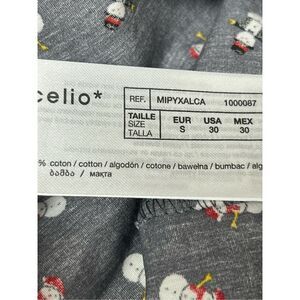 celio*
REF. MIPYXALCA 1000087
TAILLE SIZE TALLA
EUR USA MEX
S 30 30
% coton / cotton / algodón / cotone / bawełna / bumbac / alg
ბამბა / мақта